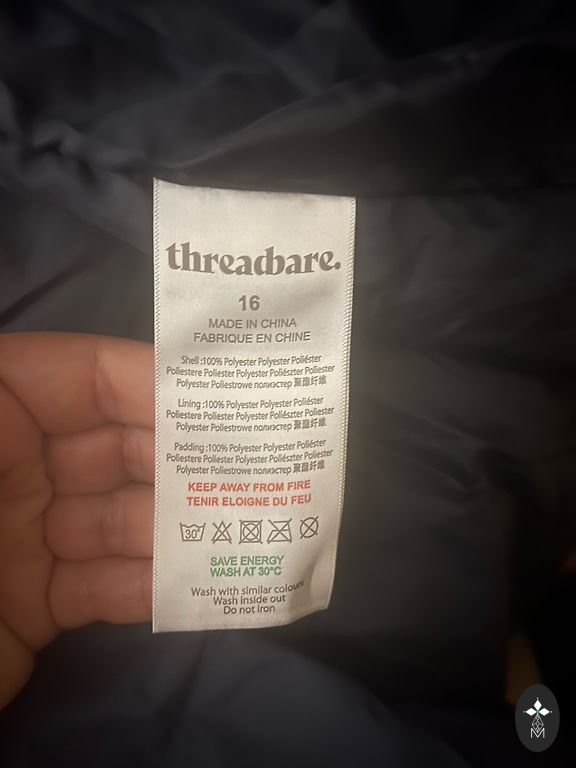 threadbare.
16
MADE IN CHINA
FABRIQUE EN CHINE
Shell :100% Polyester Polyester Poliéster
Poliestere Poliester Polyester Poliészter Poliester
Polyester Poliestrowe полиэстер 聚酯纤维
Lining :100% Polyester Polyester Poliéster
Poliestere Poliester Polyester Poliészter Poliester
Polyester Poliestrowe полиэстер 聚酯纤维
Padding :100% Polyester Polyester Poliéster
Poliestere Poliester Polyester Poliészter Poliester
Polyester Poliestrowe полиэстер 聚酯纤维
KEEP AWAY FROM FIRE
TENIR ELOIGNE DU FEU
30°
SAVE ENERGY
WASH AT 30°C
Wash with similar colours
Wash inside out
Do not iron
M